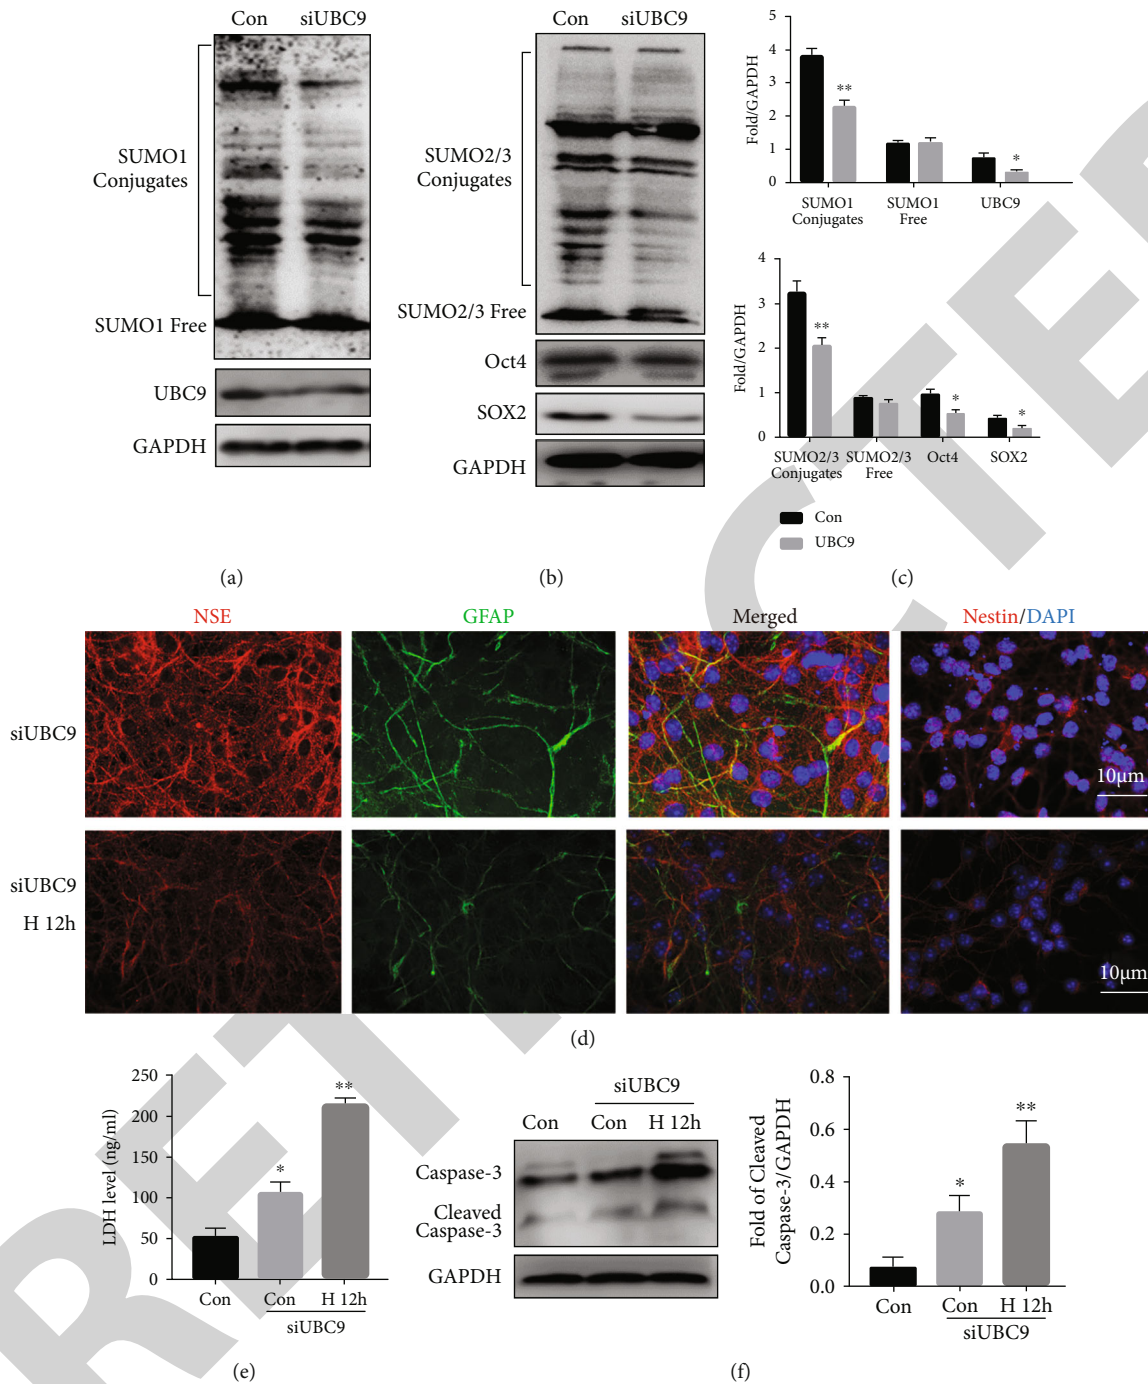 Con siUBC9
SUMO1
Conjugates
SUMO1 Free
UBC9
GAPDH
(a)
Con siUBC9
SUMO2/3
Conjugates
SUMO2/3 Free
Oct4
SOX2
GAPDH
(b)
Fold/GAPDH
5
4
3
2
1
0
**
*
SUMO1
Conjugates
SUMO1
Free
UBC9
Fold/GAPDH
4
3
2
1
0
**
*
*
SUMO2/3
Conjugates
SUMO2/3
Free
Oct4
SOX2
Con
UBC9
(c)
NSE GFAP Merged Nestin/DAPI
siUBC9
10μm
siUBC9
H 12h
10μm
(d)
LDH level (ng/ml)
250
200
150
100
50
0
*
**
Con Con H 12h
siUBC9
(e)
siUBC9
Con Con H 12h
Caspase-3
Cleaved
Caspase-3
GAPDH
Fold of Cleaved
Caspase-3/GAPDH
0.8
0.6
0.4
0.2
0.0
*
**
Con Con H 12h
siUBC9
(f)